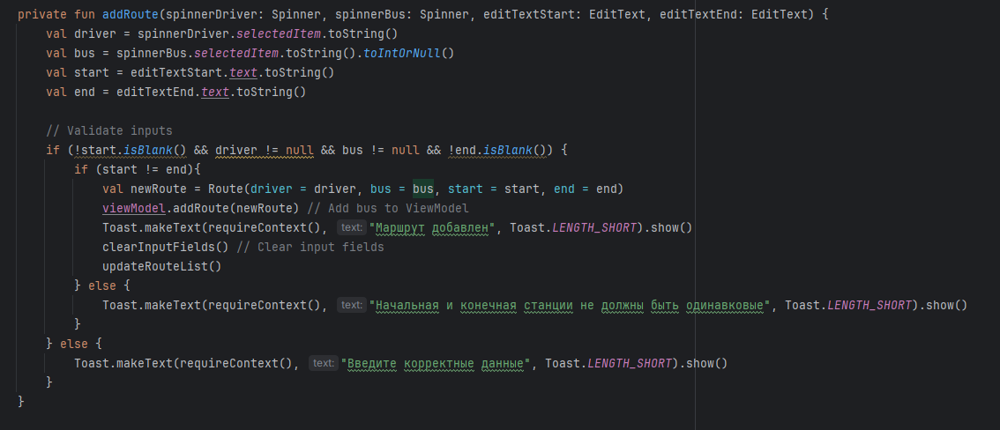 private fun addRoute(spinnerDriver: Spinner, spinnerBus: Spinner, editTextStart: EditText, editTextEnd: EditText) {
    val driver = spinnerDriver.selectedItem.toString()
    val bus = spinnerBus.selectedItem.toString().toIntOrNull()
    val start = editTextStart.text.toString()
    val end = editTextEnd.text.toString()

    // Validate inputs
    if (!start.isBlank() && driver != null && bus != null && !end.isBlank()) {
        if (start != end){
            val newRoute = Route(driver = driver, bus = bus, start = start, end = end)
            viewModel.addRoute(newRoute) // Add bus to ViewModel
            Toast.makeText(requireContext(), text: "Маршрут добавлен", Toast.LENGTH_SHORT).show()
            clearInputFields() // Clear input fields
            updateRouteList()
        } else {
            Toast.makeText(requireContext(), text: "Начальная и конечная станции не должны быть одинавковые", Toast.LENGTH_SHORT).show()
        }
    } else {
        Toast.makeText(requireContext(), text: "Введите корректные данные", Toast.LENGTH_SHORT).show()
    }
}